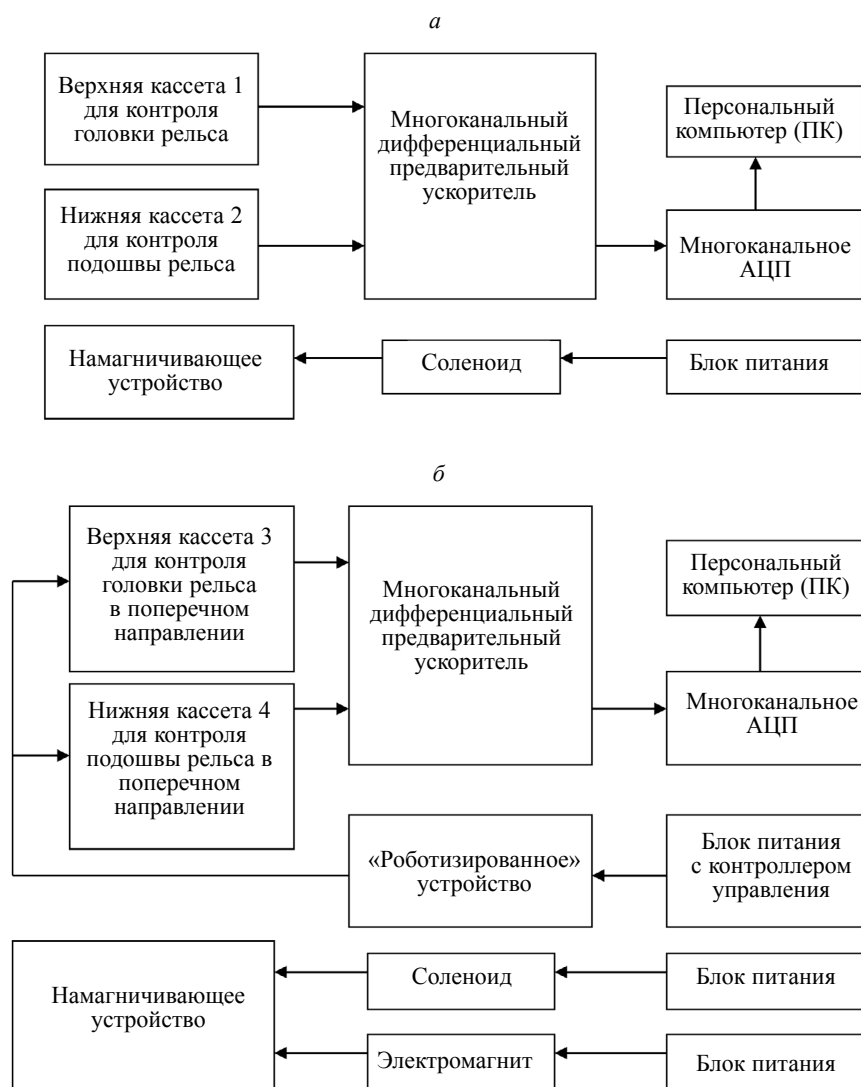 а
Верхняя кассета 1
для контроля
головки рельса
Многоканальный
дифференциальный
предварительный
ускоритель
Персональный
компьютер (ПК)
Нижняя кассета 2
для контроля
подошвы рельса
Многоканальное
АЦП
Намагничивающее
устройство
Соленоид
Блок питания
б
Верхняя кассета 3
для контроля
головки рельса
в поперечном
направлении
Многоканальный
дифференциальный
предварительный
ускоритель
Персональный
компьютер (ПК)
Нижняя кассета 4
для контроля
подошвы рельса в
поперечном
направлении
Многоканальное
АЦП
«Роботизированное»
устройство
Блок питания
с контроллером
управления
Намагничивающее
устройство
Соленоид
Блок питания
Электромагнит
Блок питания